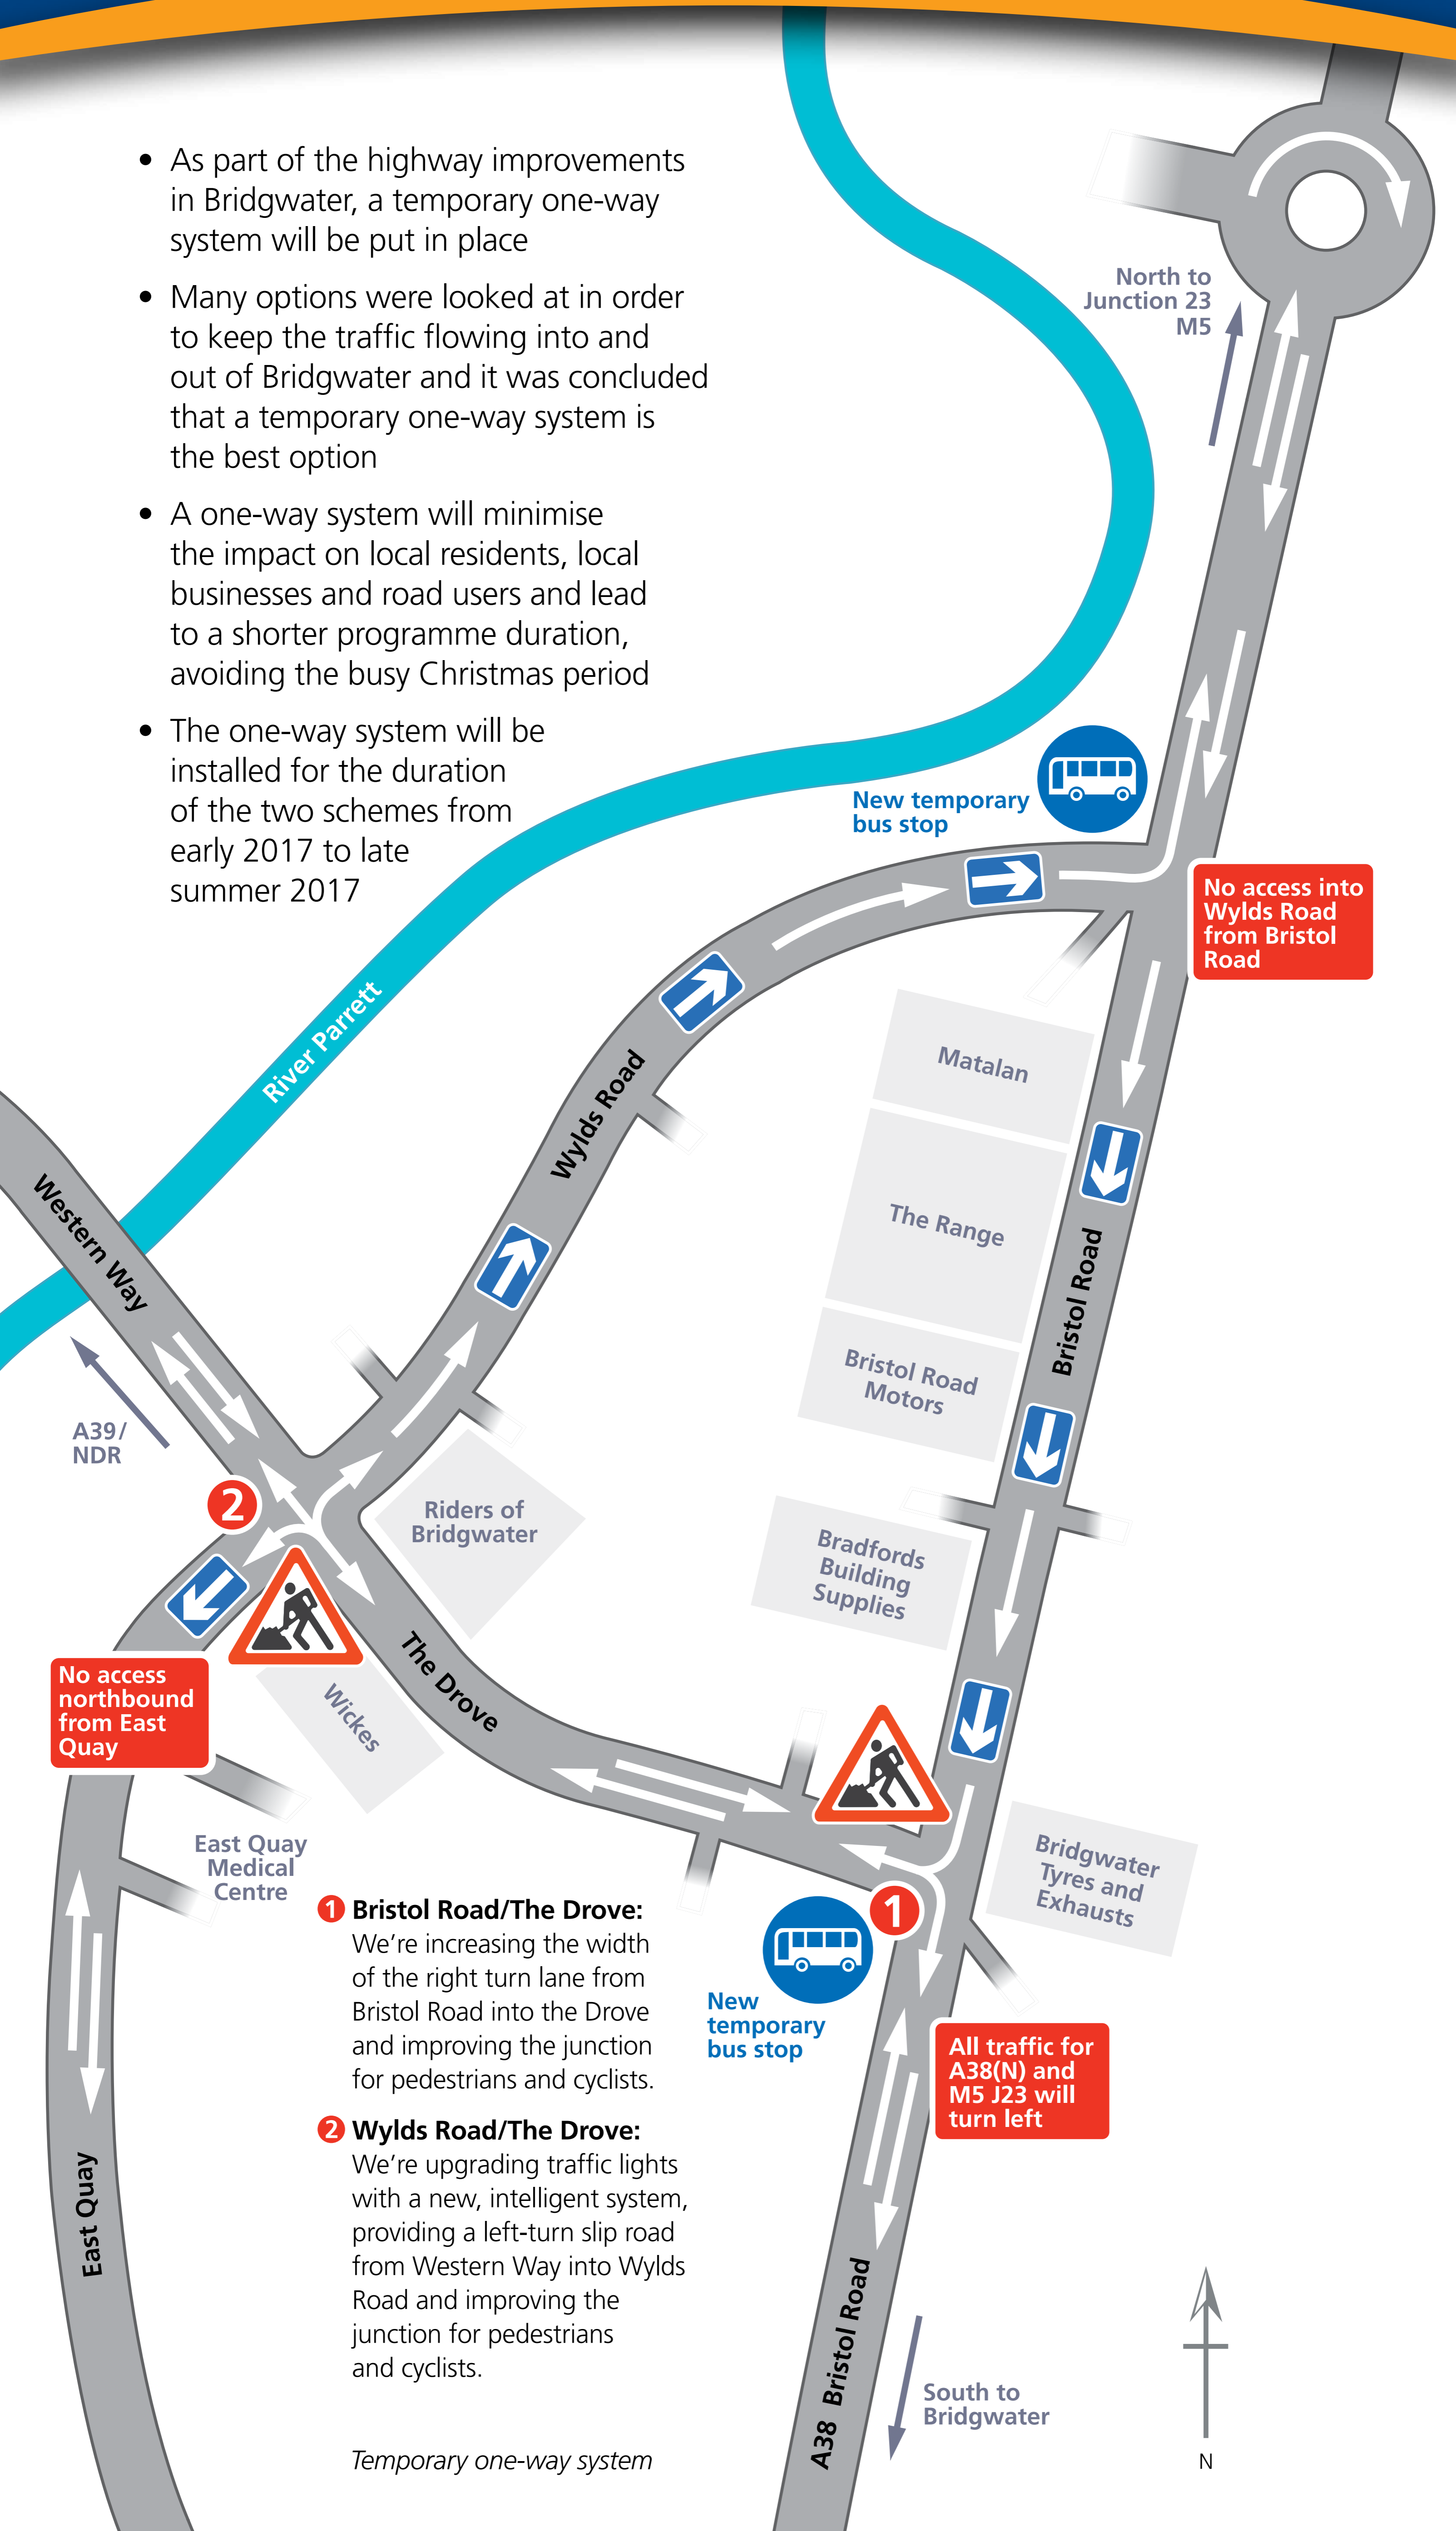 • As part of the highway improvements
in Bridgwater, a temporary one-way
system will be put in place
• Many options were looked at in order
to keep the traffic flowing into and
out of Bridgwater and it was concluded
that a temporary one-way system is
the best option
• A one-way system will minimise
the impact on local residents, local
businesses and road users and lead
to a shorter programme duration,
avoiding the busy Christmas period
• The one-way system will be
installed for the duration
of the two schemes from
early 2017 to late
summer 2017
North to
Junction 23
M5
New temporary
bus stop
No access into
Wylds Road
from Bristol
Road
River Parrett
Wylds Road
Matalan
The Range
Bristol Road
Motors
Bristol Road
Western Way
A39/
NDR
2
Riders of
Bridgwater
Bradfords
Building
Supplies
No access
northbound
from East
Quay
Wickes
The Drove
East Quay
Medical
Centre
Bridgwater
Tyres and
Exhausts
1
New
temporary
bus stop
All traffic for
A38(N) and
M5 J23 will
turn left
1 Bristol Road/The Drove:
We’re increasing the width
of the right turn lane from
Bristol Road into the Drove
and improving the junction
for pedestrians and cyclists.
2 Wylds Road/The Drove:
We’re upgrading traffic lights
with a new, intelligent system,
providing a left-turn slip road
from Western Way into Wylds
Road and improving the
junction for pedestrians
and cyclists.
East Quay
A38 Bristol Road
South to
Bridgwater
Temporary one-way system
N